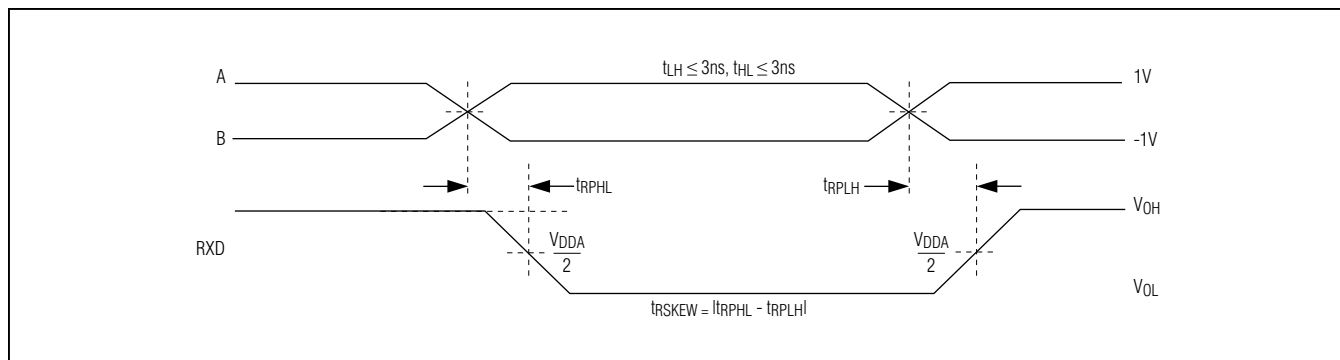 A
tLH ≤ 3ns, tHL ≤ 3ns
1V
B
-1V
tRPHL
tRPLH
RXD
VDDA
2
VDDA
2
VOH
VOL
tRSKEW = |tRPHL - tRPLH|